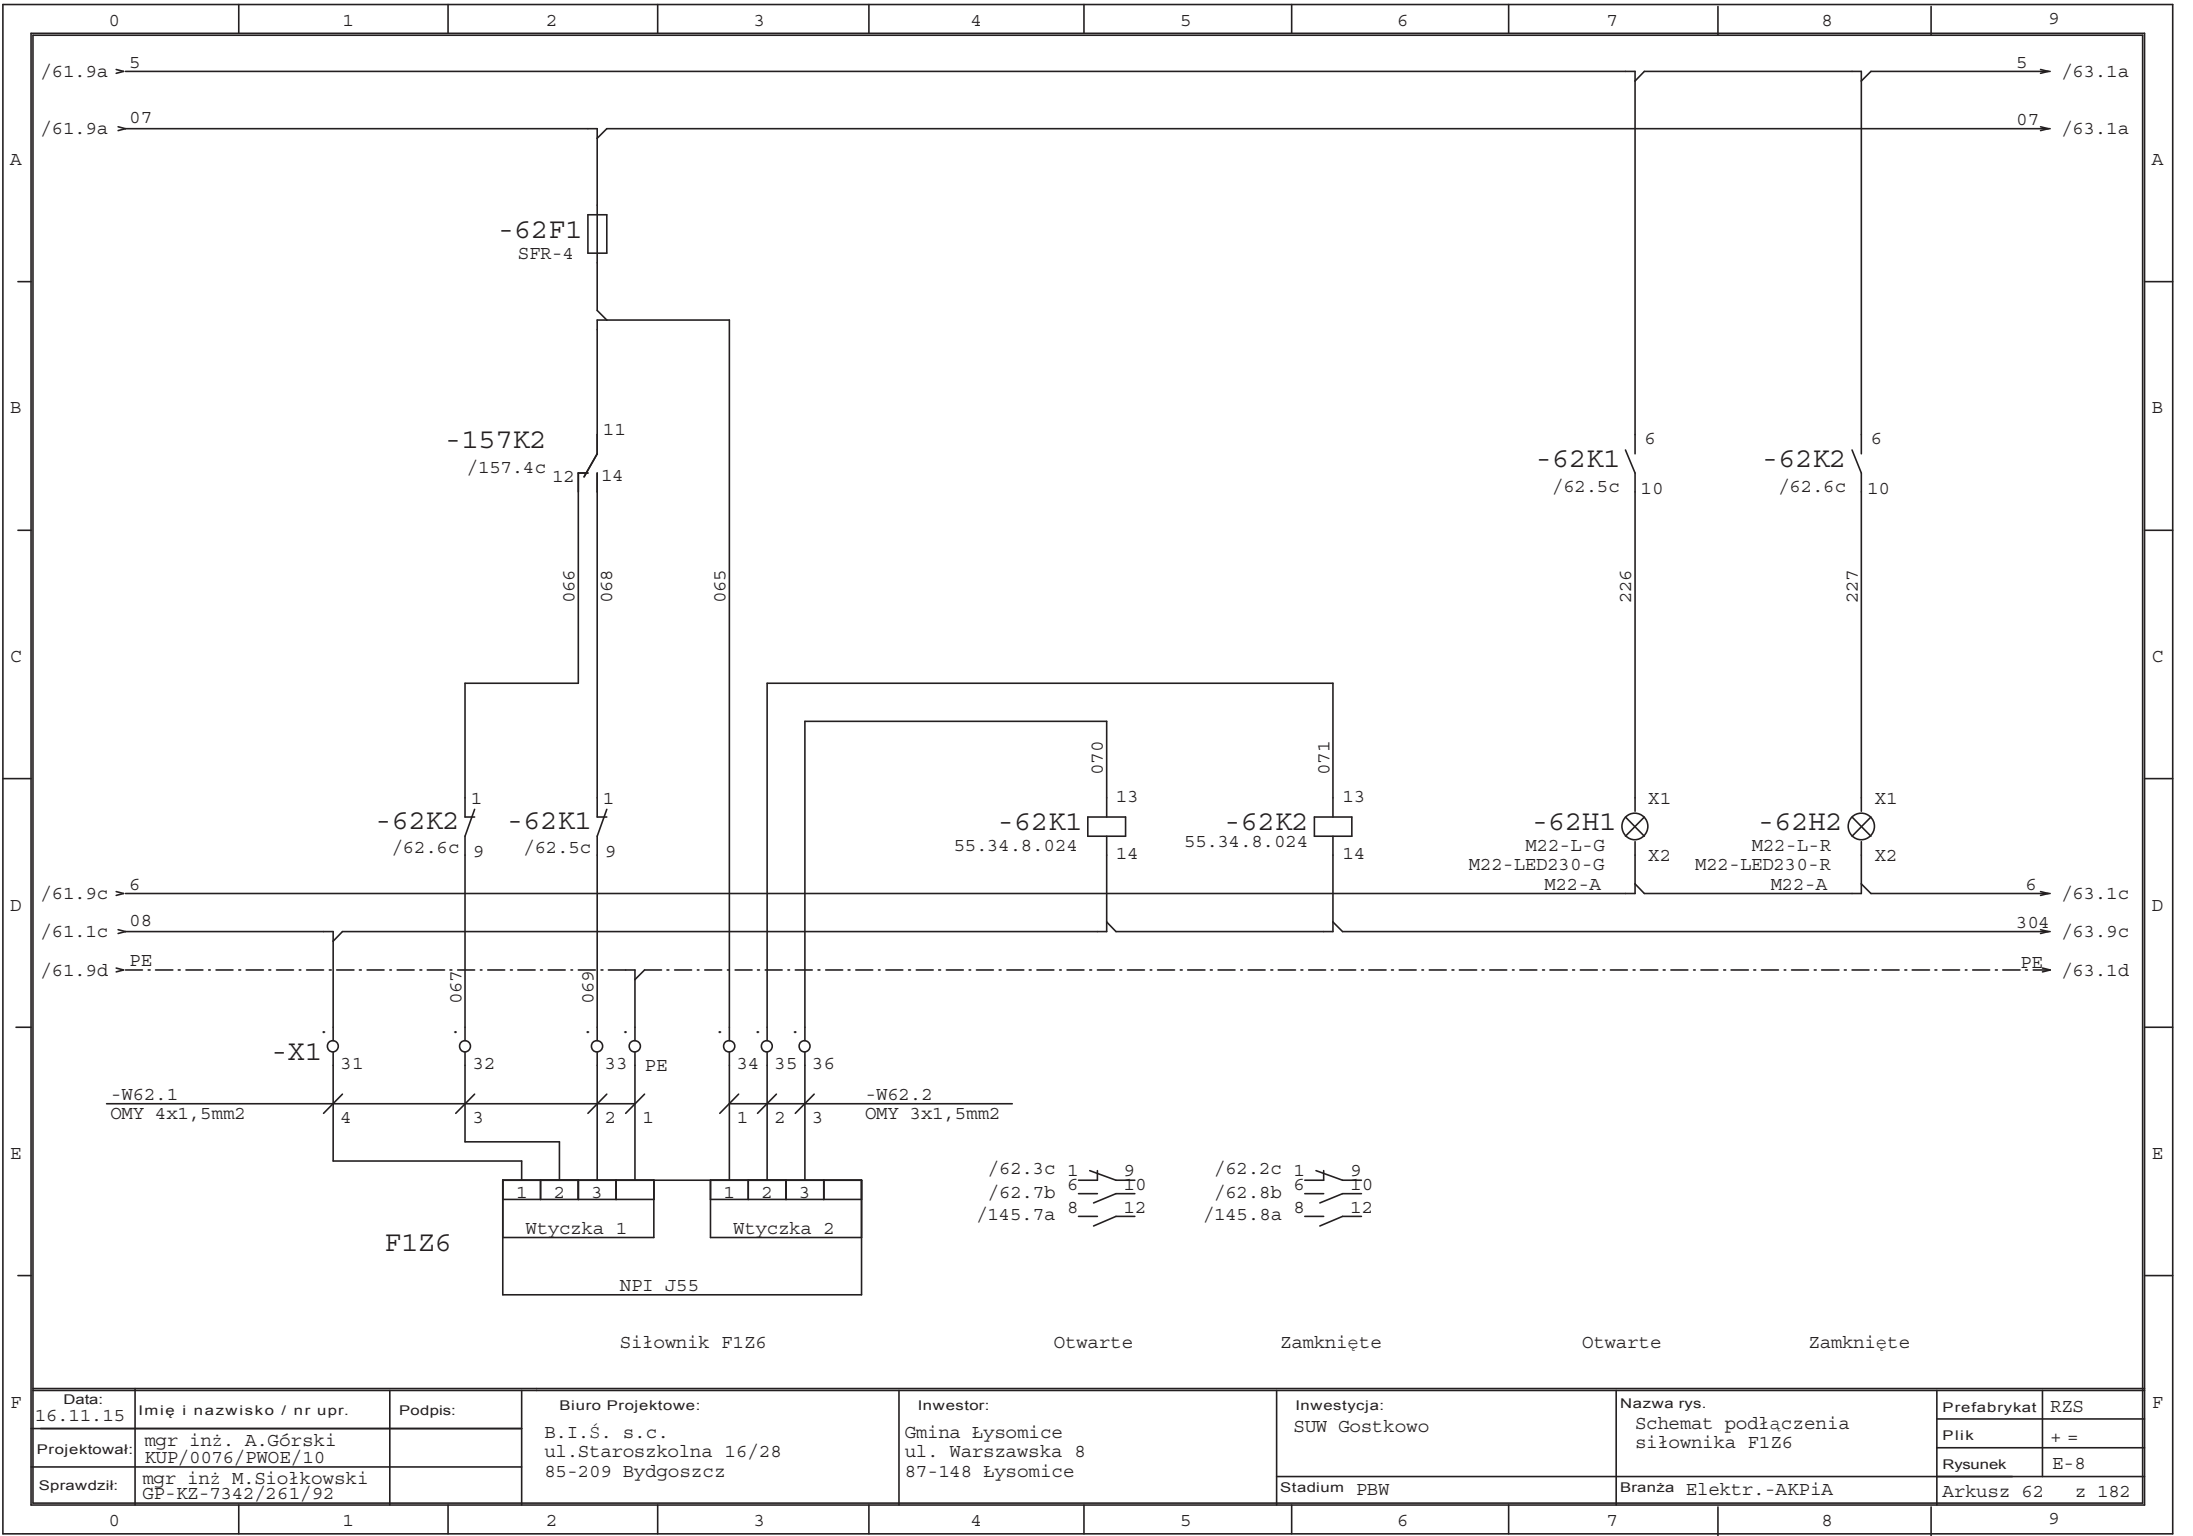 0 1 2 3 4 5 6 7 8 9
/61.9a 5 5 /63.1a
/61.9a 07 07 /63.1a
A A
-62F1
SFR-4
B B
-157K2 11
/157.4c 12 14
-62K1 6
/62.5c 10
-62K2 6
/62.6c 10
066 068 065 226 227
C C
070 071
-62K2 1
/62.6c 9
-62K1 1
/62.5c 9
-62K1 13
55.34.8.024 14
-62K2 13
55.34.8.024 14
-62H1 X1
M22-L-G X2
M22-LED230-G
M22-A
-62H2 X1
M22-L-R X2
M22-LED230-R
M22-A
/61.9c 6 6 /63.1c
D D
/61.1c 08 304 /63.9c
/61.9d PE PE /63.1d
067 069
-X1 31 32 33 PE 34 35 36
-W62.1
OMY 4x1,5mm2
4 3 2 1 1 2 3
-W62.2
OMY 3x1,5mm2
E E
/62.3c 1 9
/62.7b 6 10
/145.7a 8 12
/62.2c 1 9
/62.8b 6 10
/145.8a 8 12
1 2 3 1 2 3
Wtyczka 1 Wtyczka 2
F1Z6
NPI J55
Siłownik F1Z6 Otwarte Zamknięte Otwarte Zamknięte
F F
Data:
16.11.15
Imię i nazwisko / nr upr.
Podpis:
Projektował:
mgr inż. A.Górski
KUP/0076/PWOE/10
Sprawdził:
mgr inż M.Siołkowski
GP-KZ-7342/261/92
Biuro Projektowe:
B.I.Ś. s.c.
ul.Staroszkolna 16/28
85-209 Bydgoszcz
Inwestor:
Gmina Łysomice
ul. Warszawska 8
87-148 Łysomice
Inwestycja:
SUW Gostkowo
Stadium PBW
Nazwa rys.
Schemat podłączenia
siłownika F1Z6
Branża Elektr.-AKPiA
Prefabrykat RZS
Plik + =
Rysunek E-8
Arkusz 62 z 182
0 1 2 3 4 5 6 7 8 9